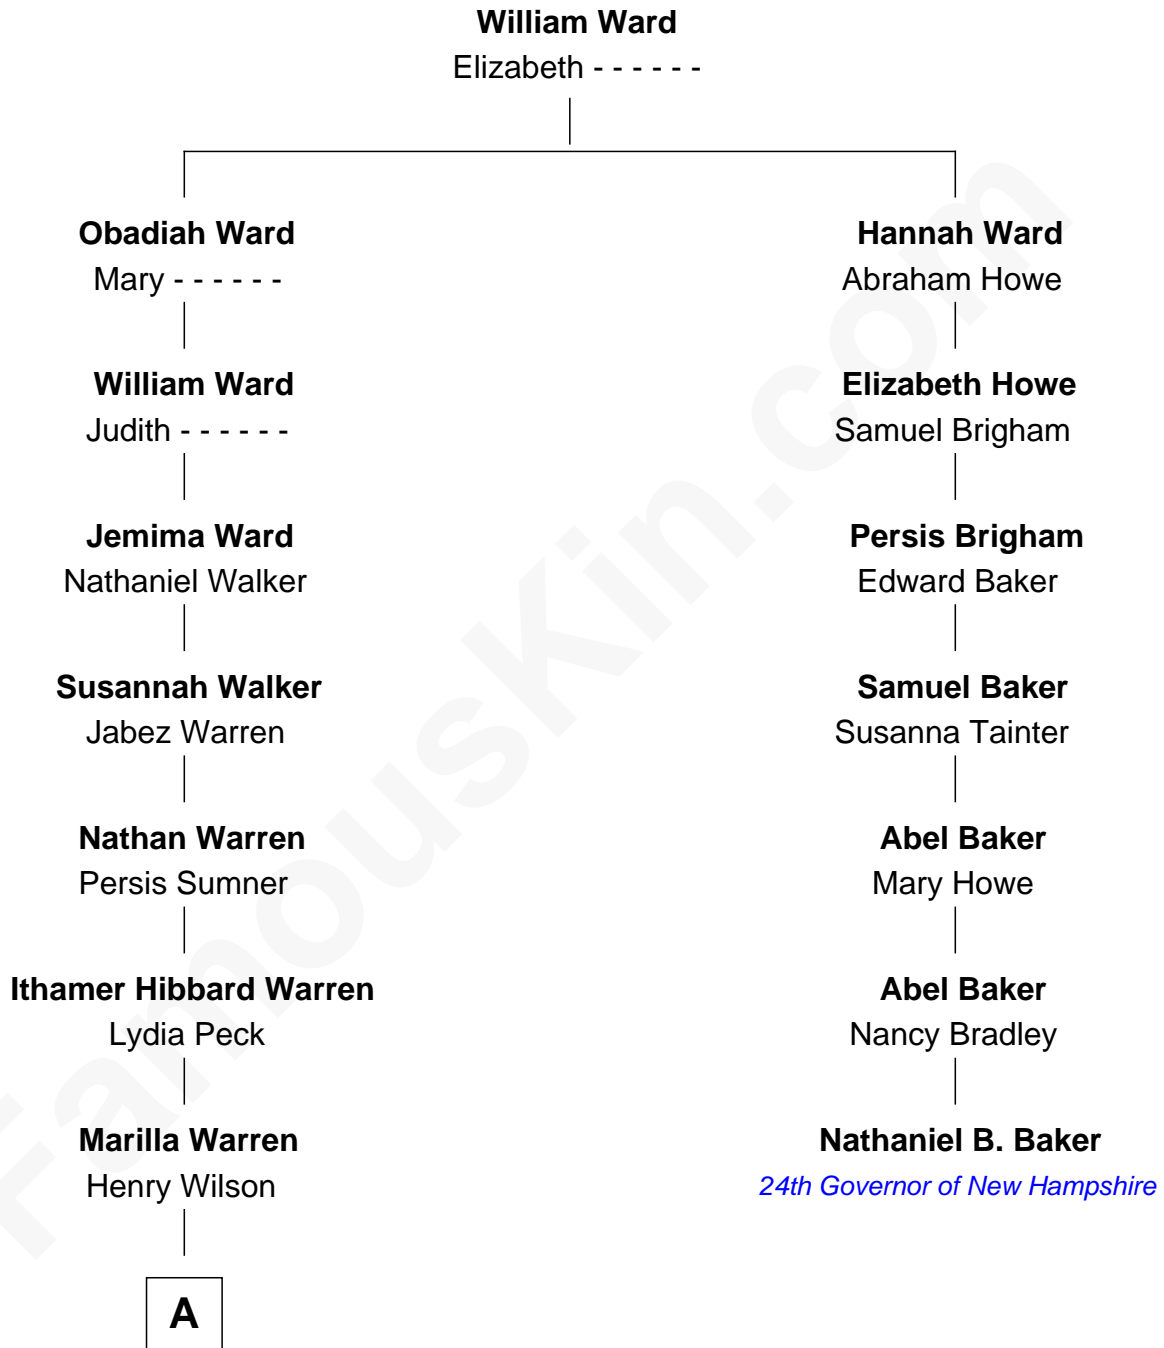 William Ward
Elizabeth - - - - - -
Obadiah Ward
Mary - - - - - -
Hannah Ward
Abraham Howe
William Ward
Judith - - - - - -
Elizabeth Howe
Samuel Brigham
Jemima Ward
Nathaniel Walker
Persis Brigham
Edward Baker
Susannah Walker
Jabez Warren
Samuel Baker
Susanna Tainter
Nathan Warren
Persis Sumner
Abel Baker
Mary Howe
Ithamer Hibbard Warren
Lydia Peck
Abel Baker
Nancy Bradley
Marilla Warren
Henry Wilson
Nathaniel B. Baker
24th Governor of New Hampshire
A
FamousKin.com